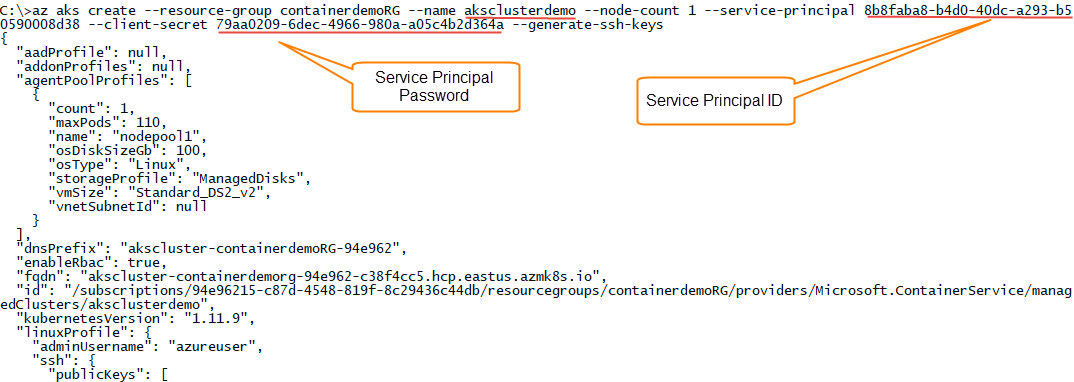 C:\>az aks create --resource-group containerdemoRG --name aksclusterdemo --node-count 1 --service-principal 8b8faba8-b4d0-40dc-a293-b5
0590008d38 --client-secret 79aa0209-6dec-4966-980a-a05c4b2d364a --generate-ssh-keys
{
  "aadProfile": null,
  "addonProfiles": null,
  "agentPoolProfiles": [
    {
      "count": 1,
      "maxPods": 110,
      "name": "nodepool1",
      "osDiskSizeGb": 100,
      "osType": "Linux",
      "storageProfile": "ManagedDisks",
      "vmSize": "Standard_DS2_v2",
      "vnetSubnetId": null
    }
  ],
Service Principal
Password
Service Principal ID
  "dnsPrefix": "akscluster-containerdemoRG-94e962",
  "enableRbac": true,
  "fqdn": "akscluster-containerdemorg-94e962-c38f4cc5.hcp.eastus.azmk8s.io",
  "id": "/subscriptions/94e96215-c87d-4548-819f-8c29436c44db/resourcegroups/containerdemoRG/providers/Microsoft.ContainerService/manag
edClusters/aksclusterdemo",
  "kubernetesVersion": "1.11.9",
  "linuxProfile": {
    "adminUsername": "azureuser",
    "ssh": {
      "publicKeys": [